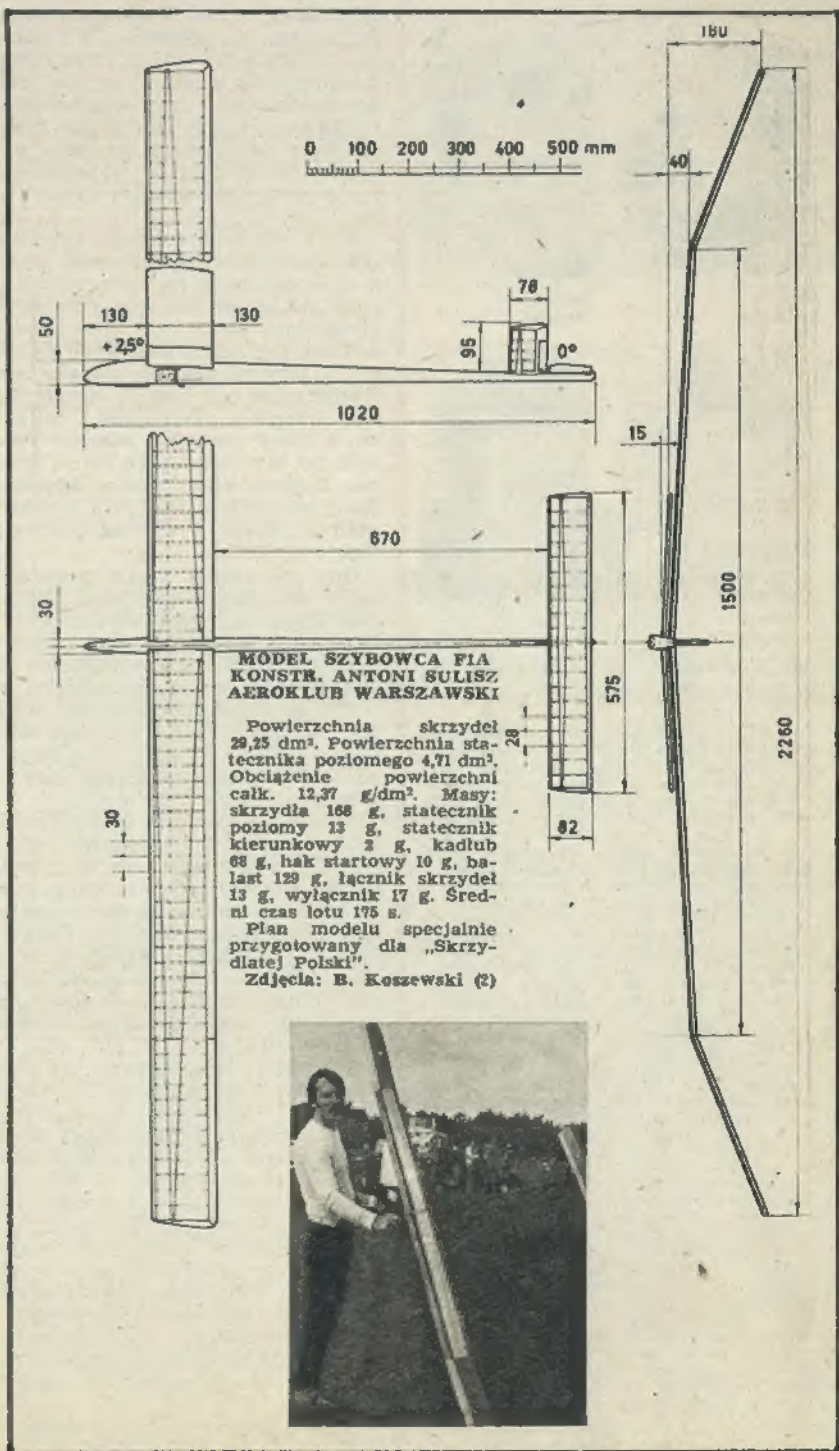 180
0 100 200 300 400 500 mm
40
130 130
50
+2,5°
78
95
0°
1020
15
670
30
1500
2260
575
28
82
30
MODEL SZYBOWCA F1A
KONSTR. ANTONI SULISZ
AEROKLUB WARSZAWSKI
Powierzchnia skrzydeł
29,25 dm². Powierzchnia sta-
tecznika poziomego 4,71 dm².
Obciążenie powierzchni
całk. 12,37 g/dm². Masy:
skrzydła 168 g, statecznik
poziomy 13 g, statecznik
kierunkowy 2 g, kadłub
68 g, hak startowy 10 g, ba-
last 129 g, łącznik skrzydeł
13 g, wyłącznik 17 g. Śred-
ni czas lotu 175 s.
Plan modelu specjalnie
przygotowany dla „Skrzy-
dlatej Polski".
Zdjęcia: B. Koszewski (2)